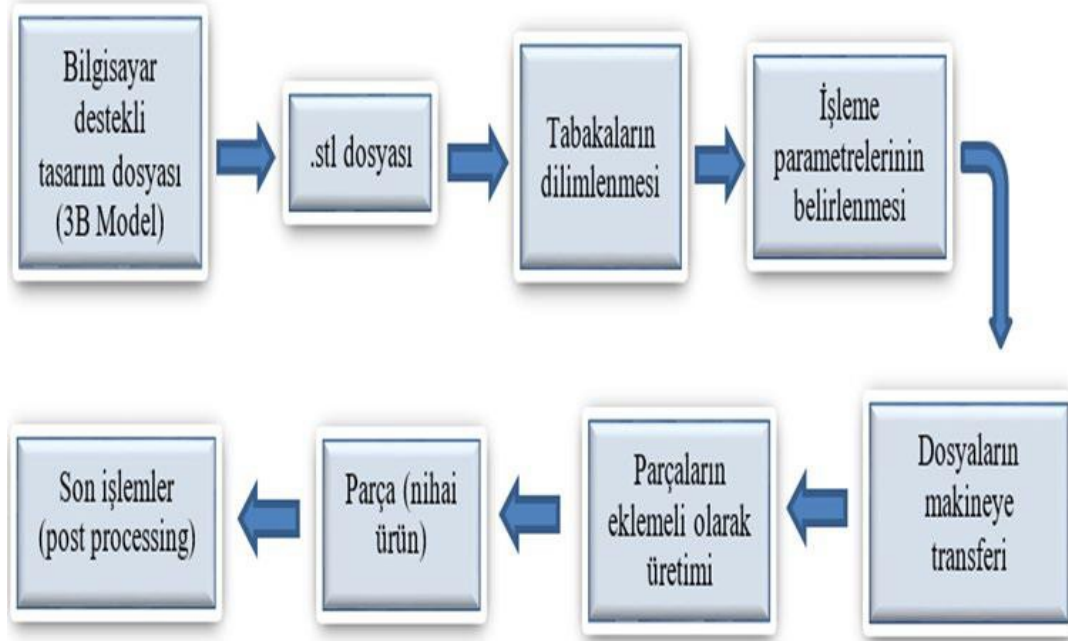 Bilgisayar
destekli
tasarım dosyası
(3B Model)
.stl dosyası
Tabakaların
dilimlenmesi
İşleme
parametrelerinin
belirlenmesi
Dosyaların
makineye
transferi
Parçaların
eklemeli olarak
üretimi
Parça (nihai
ürün)
Son işlemler
(post processing)